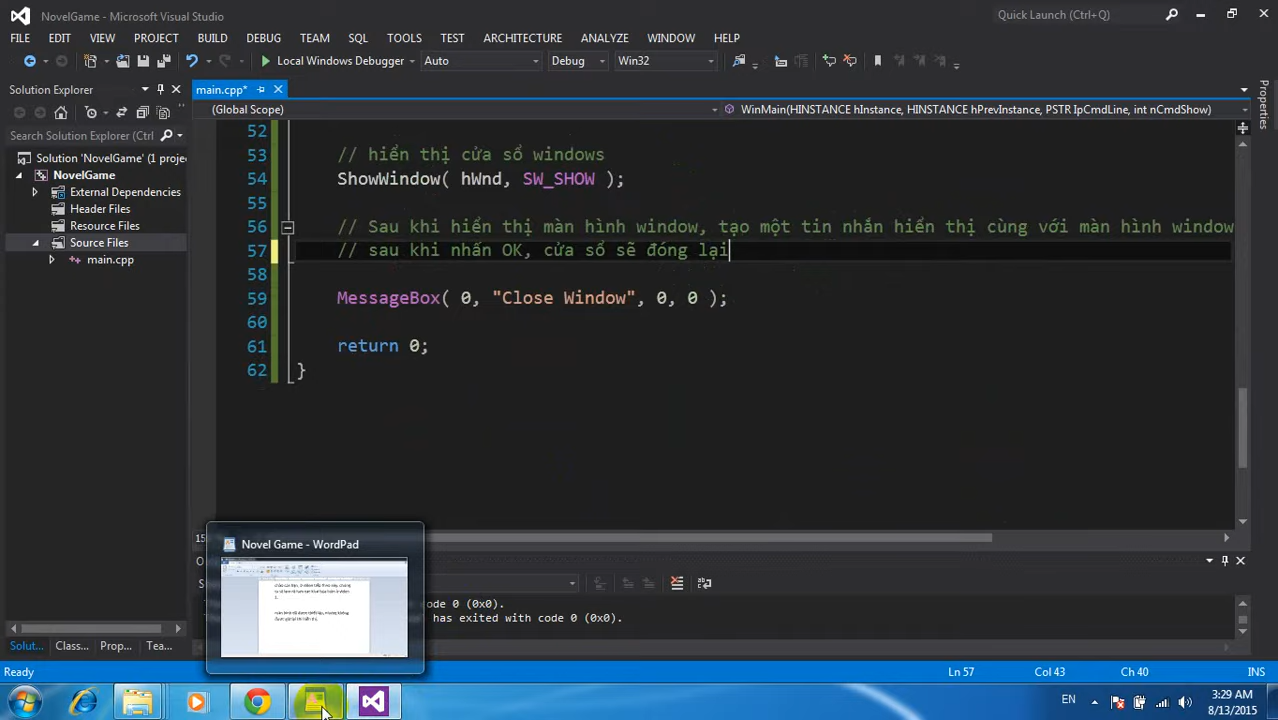 NovelGame - Microsoft Visual Studio
Quick Launch (Ctrl+Q)
FILE EDIT VIEW PROJECT BUILD DEBUG TEAM SQL TOOLS TEST ARCHITECTURE ANALYZE WINDOW HELP
Local Windows Debugger Auto Debug Win32
Solution Explorer
main.cpp*
(Global Scope)
WinMain(HINSTANCE hInstance, HINSTANCE hPrevInstance, PSTR IpCmdLine, int nCmdShow)
Search Solution Explorer (Ctrl
Solution 'NovelGame' (1 proje
NovelGame
External Dependencies
Header Files
Resource Files
Source Files
main.cpp
Properties
52
53 // hiển thị cửa sổ windows
54 ShowWindow( hWnd, SW_SHOW );
55
56 // Sau khi hiển thị màn hình window, tạo một tin nhắn hiển thị cùng với màn hình window
57 // sau khi nhấn OK, cửa sổ sẽ đóng lại
58
59 MessageBox( 0, "Close Window", 0, 0 );
60
61 return 0;
62 }
Novel Game - WordPad
code 0 (0x0).
has exited with code 0 (0x0).
Solut... Class... Prop... Tea...
Ready
Ln 57 Col 43 Ch 40 INS
EN
3:29 AM
8/13/2015